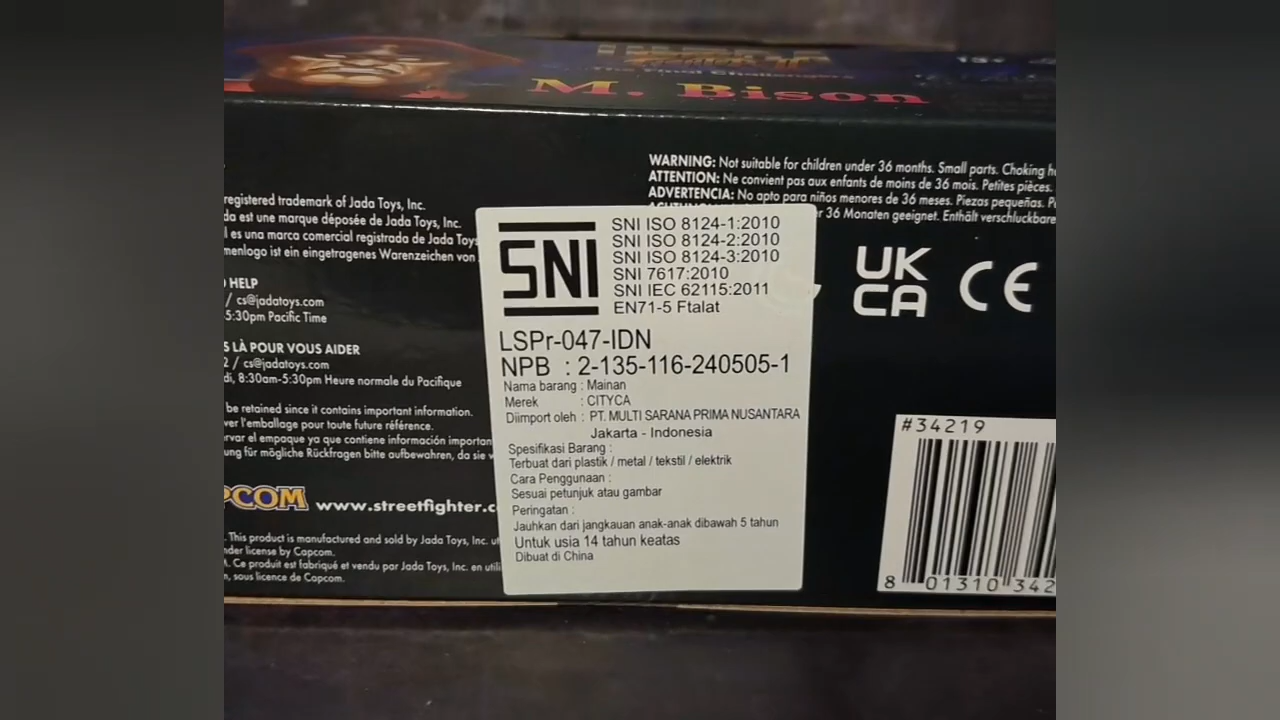 M. Bison
WARNING: Not suitable for children under 36 months. Small parts. Choking
ATTENTION: Ne convient pas aux enfants de moins de 36 mois. Petites pièces.
ADVERTENCIA: No apto para niños menores de 36 meses. Piezas pequeñas.
36 Monaten geeignet. Enthält verschluckbare
registered trademark of Jada Toys, Inc.
est une marque déposée de Jada Toys, Inc.
es una marca comercial registrada de Jada Toys
ist ein eingetragenes Warenzeichen von
HELP
/ cs@jadatoys.com
5:30pm Pacific Time
LÀ POUR VOUS AIDER
2 / cs@jadatoys.com
di, 8:30am-5:30pm Heure normale du Pacifique
be retained since it contains important information.
ver l'emballage pour toute future référence.
rvar el empaque ya que contiene información important
ung für mögliche Rückfragen bitte aufbewahren, da sie
PCOM www.streetfighter.c
. This product is manufactured and sold by Jada Toys, Inc.
nder license by Capcom.
. Ce produit est fabriqué et vendu par Jada Toys, Inc. en utili
n, sous licence de Capcom.
SNI
SNI ISO 8124-1:2010
SNI ISO 8124-2:2010
SNI ISO 8124-3:2010
SNI 7617:2010
SNI IEC 62115:2011
EN71-5 Ftalat
LSPr-047-IDN
NPB : 2-135-116-240505-1
Nama barang : Mainan
Merek : CITYCA
Diimport oleh : PT. MULTI SARANA PRIMA NUSANTARA
Jakarta - Indonesia
Spesifikasi Barang :
Terbuat dari plastik / metal / tekstil / elektrik
Cara Penggunaan :
Sesuai petunjuk atau gambar
Peringatan :
Jauhkan dari jangkauan anak-anak dibawah 5 tahun
Untuk usia 14 tahun keatas
Dibuat di China
UK
CA
CE
#34219
8 01310 342